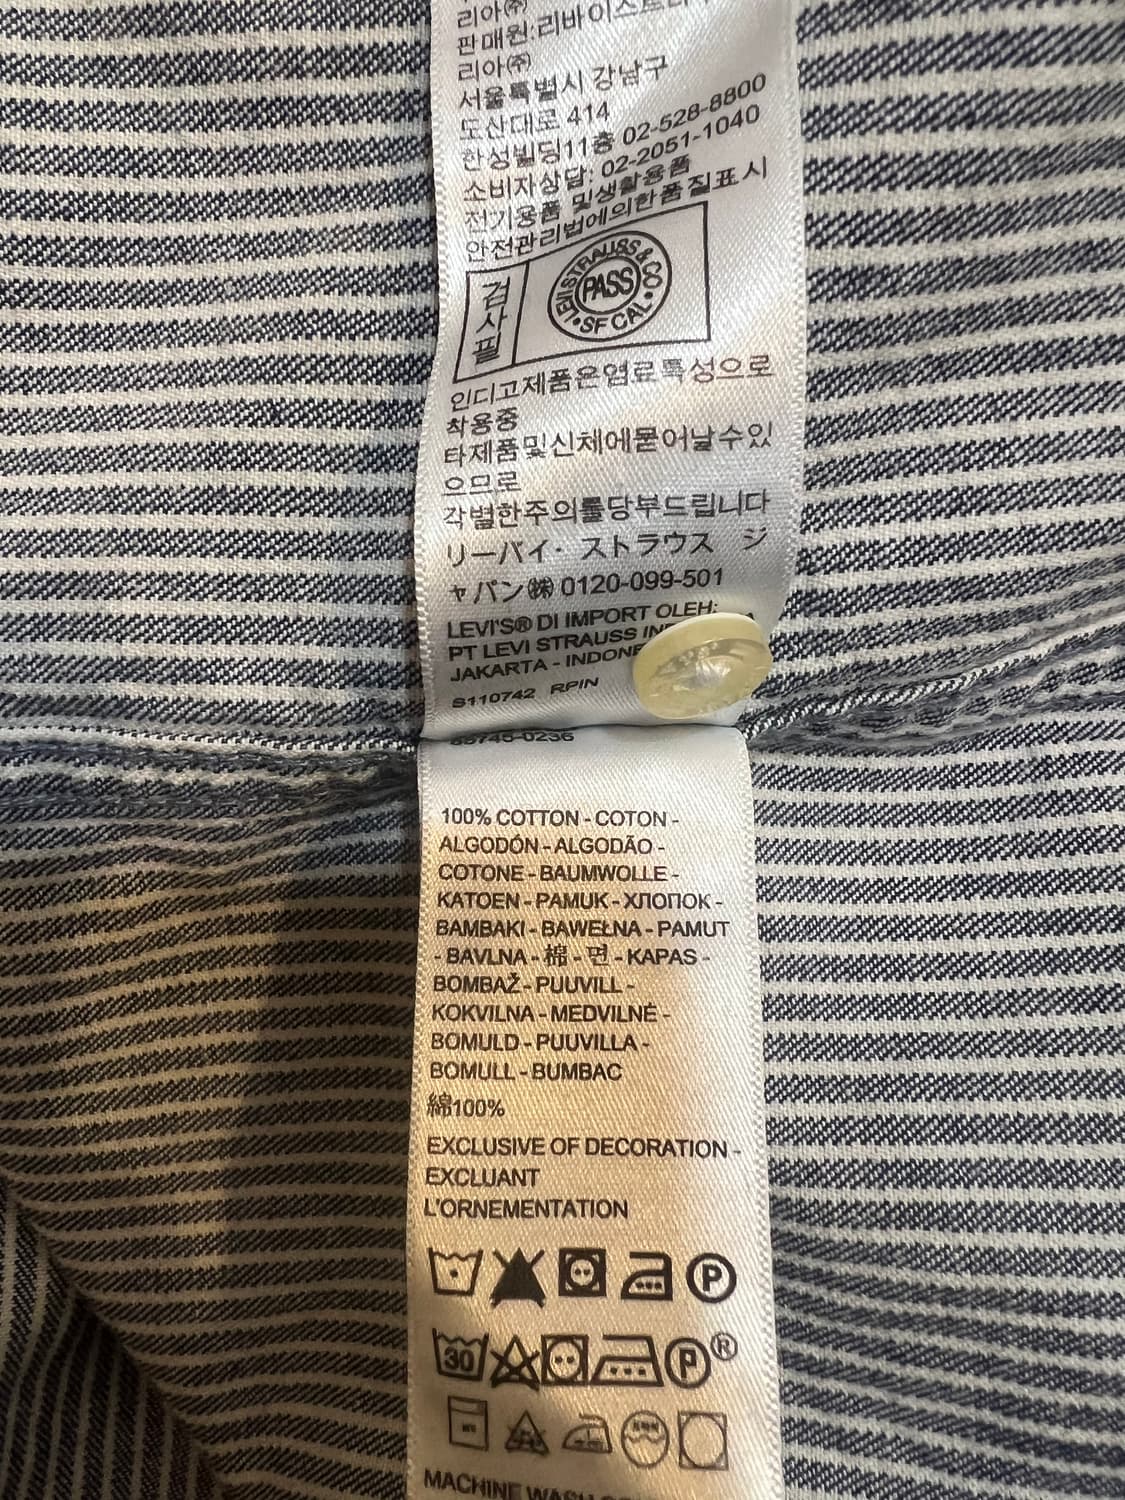 리아㈜
판매원:리바이스트라우
리아㈜
서울특별시 강남구
도산대로 414
한성빌딩11층 02-528-8800
소비자상담: 02-2051-1040
전기용품 및생활용품
안전관리법에의한품질표시
검사필
LEVI STRAUSS & CO
PASS
SF CAL
인디고제품은염료특성으로
착용중
타제품및신체에묻어날수있
으므로
각별한주의를당부드립니다
リーバイ・ストラウス ジ
ャパン㈱ 0120-099-501
LEVI'S® DI IMPORT OLEH:
PT LEVI STRAUSS
JAKARTA -
S110742 RPIN
100% COTTON - COTON -
ALGODÓN - ALGODÃO -
COTONE - BAUMWOLLE -
KATOEN - PAMUK - ХЛОПОК -
BAMBAKI - BAWEŁNA - PAMUT
- BAVLNA - 棉 - 면 - KAPAS -
BOMBAŽ - PUUVILL -
KOKVILNA - MEDVILNĖ -
BOMULD - PUUVILLA -
BOMULL - BUMBAC
綿100%
EXCLUSIVE OF DECORATION -
EXCLUANT
L'ORNEMENTATION
P
30 P®
MACHINE WASH